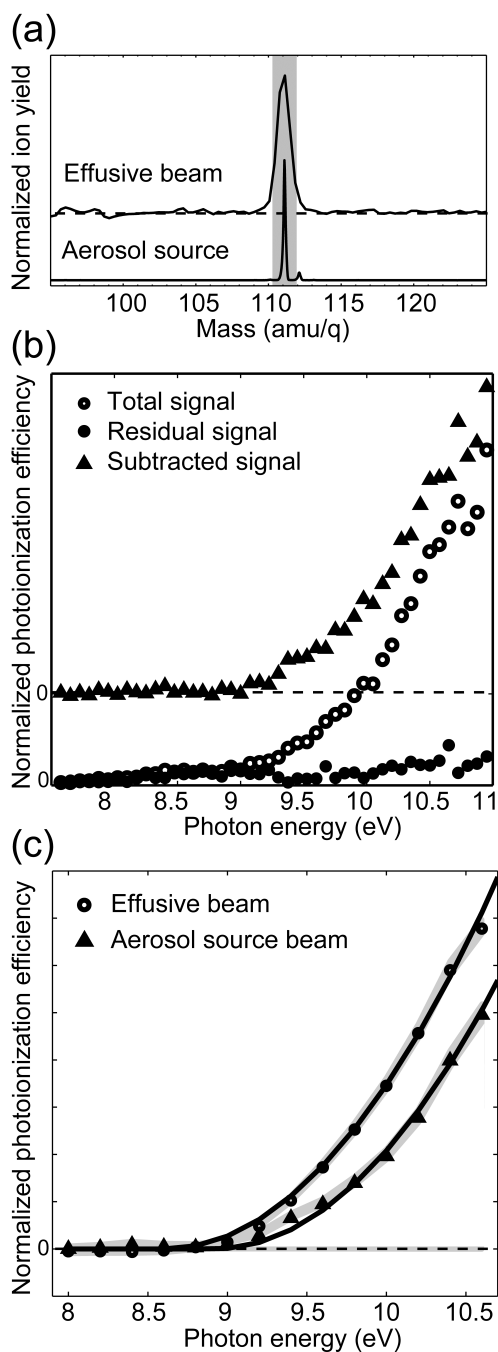 (a)
Normalized ion yield
Effusive beam
Aerosol source
100 105 110 115 120
Mass (amu/q)
(b)
Normalized photoionization efficiency
Total signal
Residual signal
Subtracted signal
0
0
8 8.5 9 9.5 10 10.5 11
Photon energy (eV)
(c)
Normalized photoionization efficiency
Effusive beam
Aerosol source beam
0
8 8.5 9 9.5 10 10.5
Photon energy (eV)